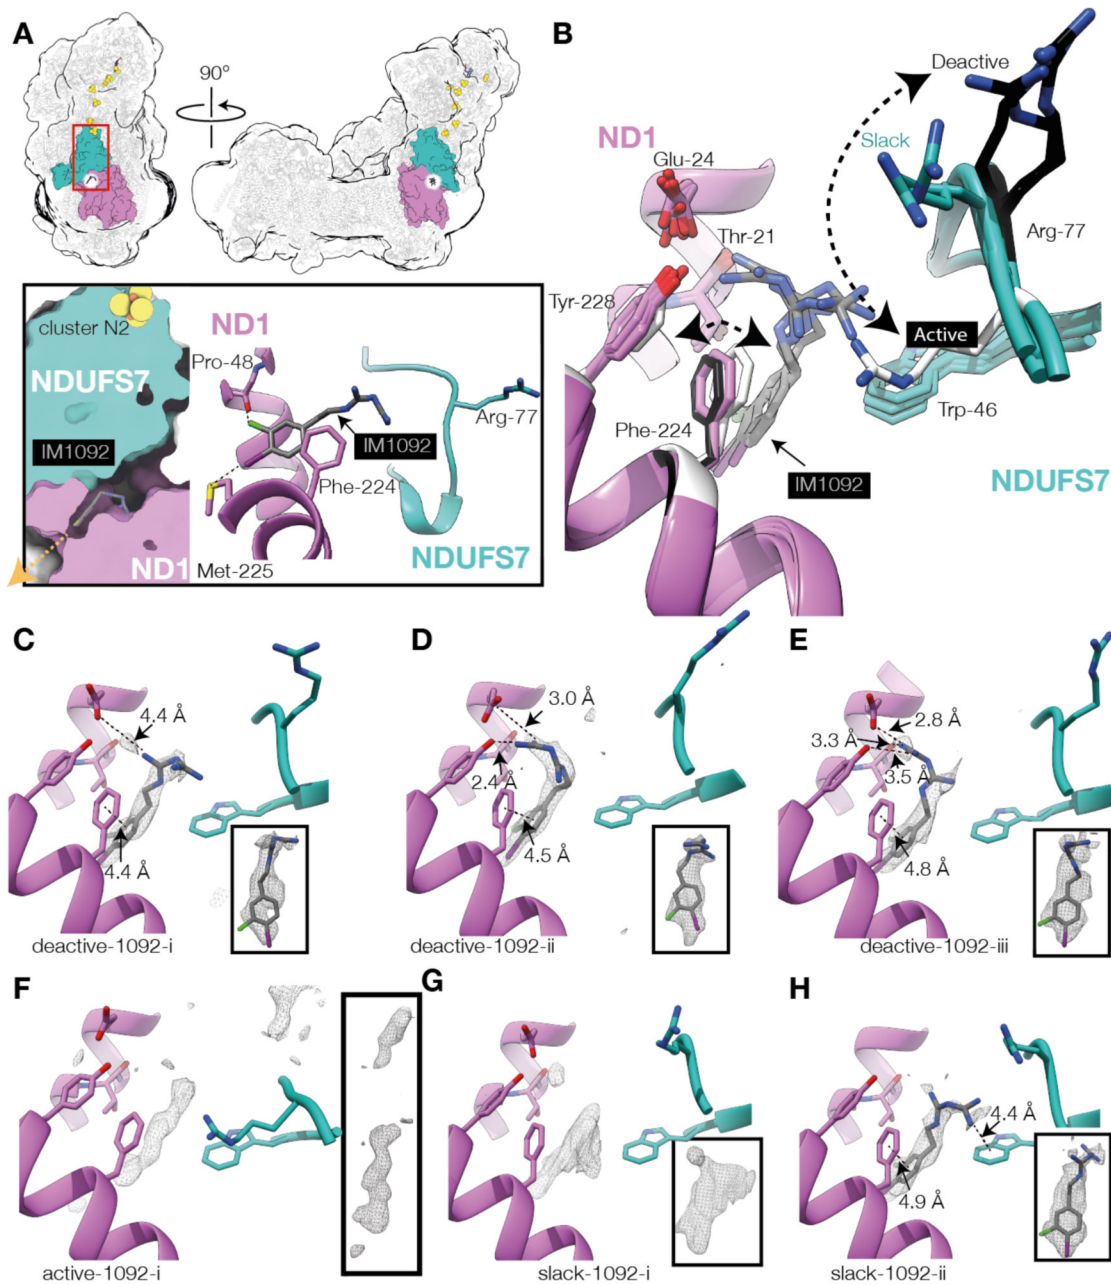 A
90°
cluster N2
NDUFS7
IM1092
ND1
ND1
Pro-48
Arg-77
IM1092
Phe-224
NDUFS7
Met-225
B
Deactive
ND1
Slack
Glu-24
Thr-21
Arg-77
Tyr-228
Active
Trp-46
Phe-224
IM1092
NDUFS7
C
4.4 Å
4.4 Å
deactive-1092-i
D
3.0 Å
2.4 Å
4.5 Å
deactive-1092-ii
E
2.8 Å
3.3 Å
3.5 Å
4.8 Å
deactive-1092-iii
F
active-1092-i
G
slack-1092-i
H
4.4 Å
4.9 Å
slack-1092-ii